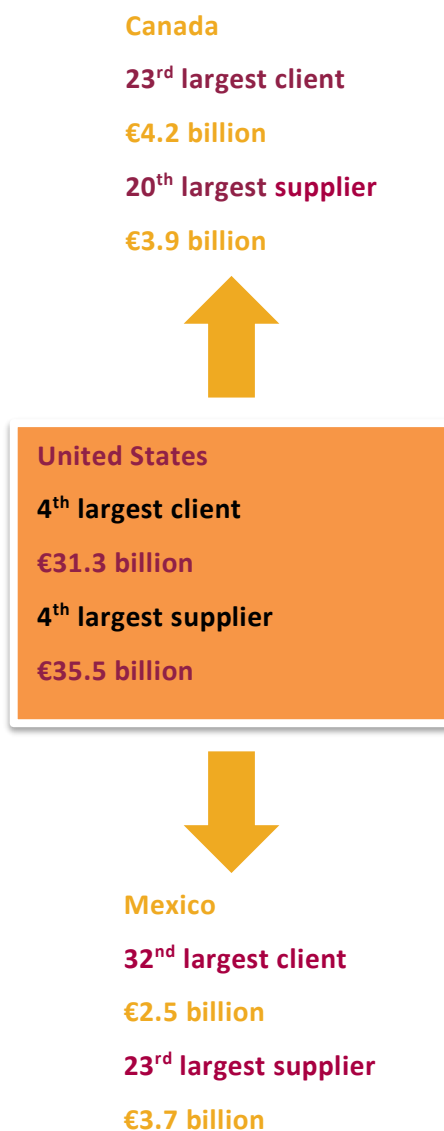 Canada
23rd largest client
€4.2 billion
20th largest supplier
€3.9 billion
United States
4th largest client
€31.3 billion
4th largest supplier
€35.5 billion
Mexico
32nd largest client
€2.5 billion
23rd largest supplier
€3.7 billion